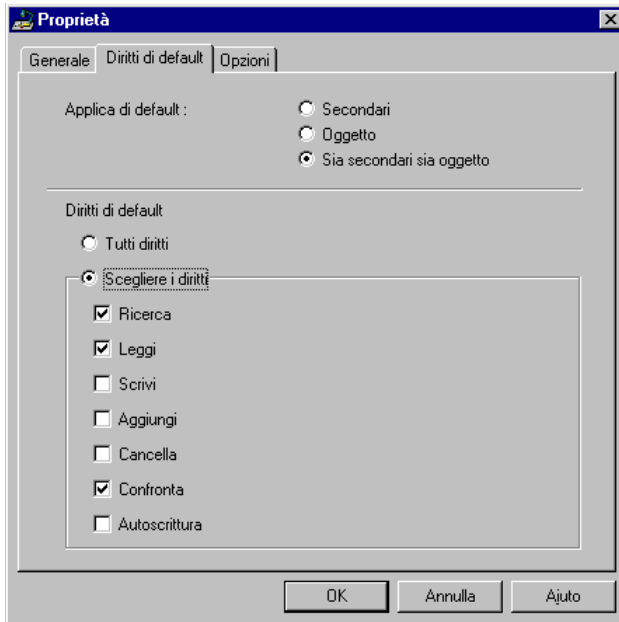 Proprietà
Generale Diritti di default Opzioni
Applica di default :
Secondari
Oggetto
Sia secondari sia oggetto
Diritti di default
Tutti diritti
Scegliere i diritti
Ricerca
Leggi
Scrivi
Aggiungi
Cancella
Confronta
Autoscrittura
OK Annulla Ajuto